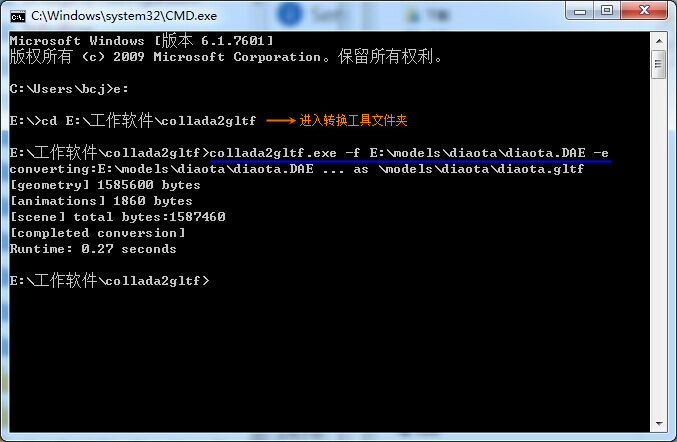 C:\Windows\system32\CMD.exe
Microsoft Windows [版本 6.1.7601]
版权所有 (c) 2009 Microsoft Corporation。保留所有权利。
C:\Users\bcj>e:
E:\>cd E:\工作软件\collada2gltf
进入转换工具文件夹
E:\工作软件\collada2gltf>collada2gltf.exe -f E:\models\diaota\diaota.DAE -e
converting:E:\models\diaota\diaota.DAE ... as \models\diaota\diaota.gltf
[geometry] 1585600 bytes
[animations] 1860 bytes
[scene] total bytes:1587460
[completed conversion]
Runtime: 0.27 seconds
E:\工作软件\collada2gltf>